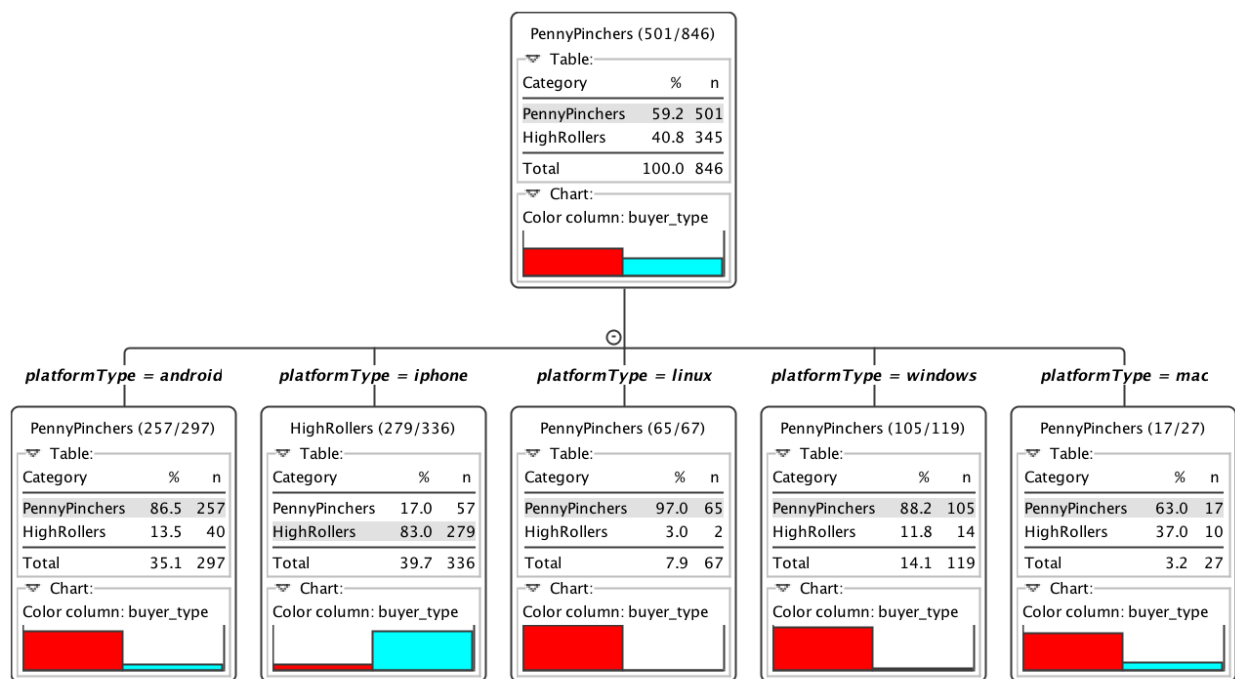 PennyPinchers (501/846)
Table:
Category % n
PennyPinchers 59.2 501
HighRollers 40.8 345
Total 100.0 846
Chart:
Color column: buyer_type
platformType = android
PennyPinchers (257/297)
Table:
Category % n
PennyPinchers 86.5 257
HighRollers 13.5 40
Total 35.1 297
Chart:
Color column: buyer_type
platformType = iphone
HighRollers (279/336)
Table:
Category % n
PennyPinchers 17.0 57
HighRollers 83.0 279
Total 39.7 336
Chart:
Color column: buyer_type
platformType = linux
PennyPinchers (65/67)
Table:
Category % n
PennyPinchers 97.0 65
HighRollers 3.0 2
Total 7.9 67
Chart:
Color column: buyer_type
platformType = windows
PennyPinchers (105/119)
Table:
Category % n
PennyPinchers 88.2 105
HighRollers 11.8 14
Total 14.1 119
Chart:
Color column: buyer_type
platformType = mac
PennyPinchers (17/27)
Table:
Category % n
PennyPinchers 63.0 17
HighRollers 37.0 10
Total 3.2 27
Chart:
Color column: buyer_type